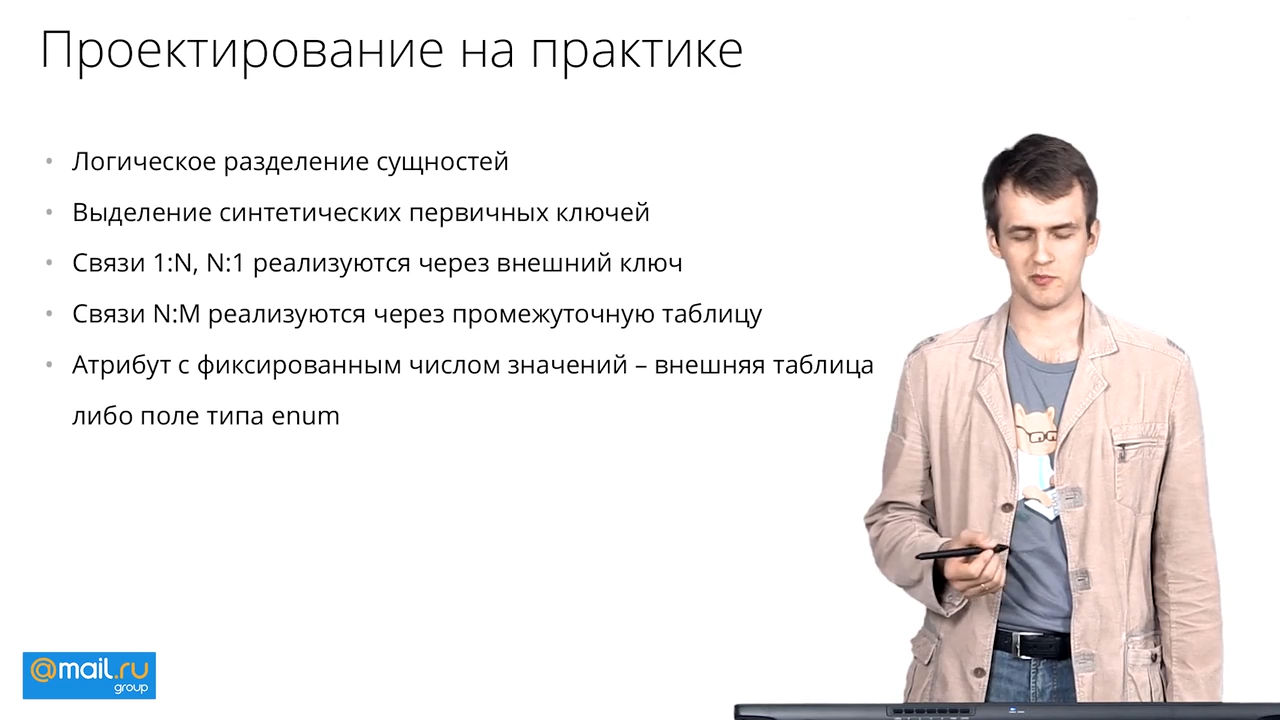 Проектирование на практике
• Логическое разделение сущностей
• Выделение синтетических первичных ключей
• Связи 1:N, N:1 реализуются через внешний ключ
• Связи N:M реализуются через промежуточную таблицу
• Атрибут с фиксированным числом значений – внешняя таблица
либо поле типа enum
@mail.ru
group